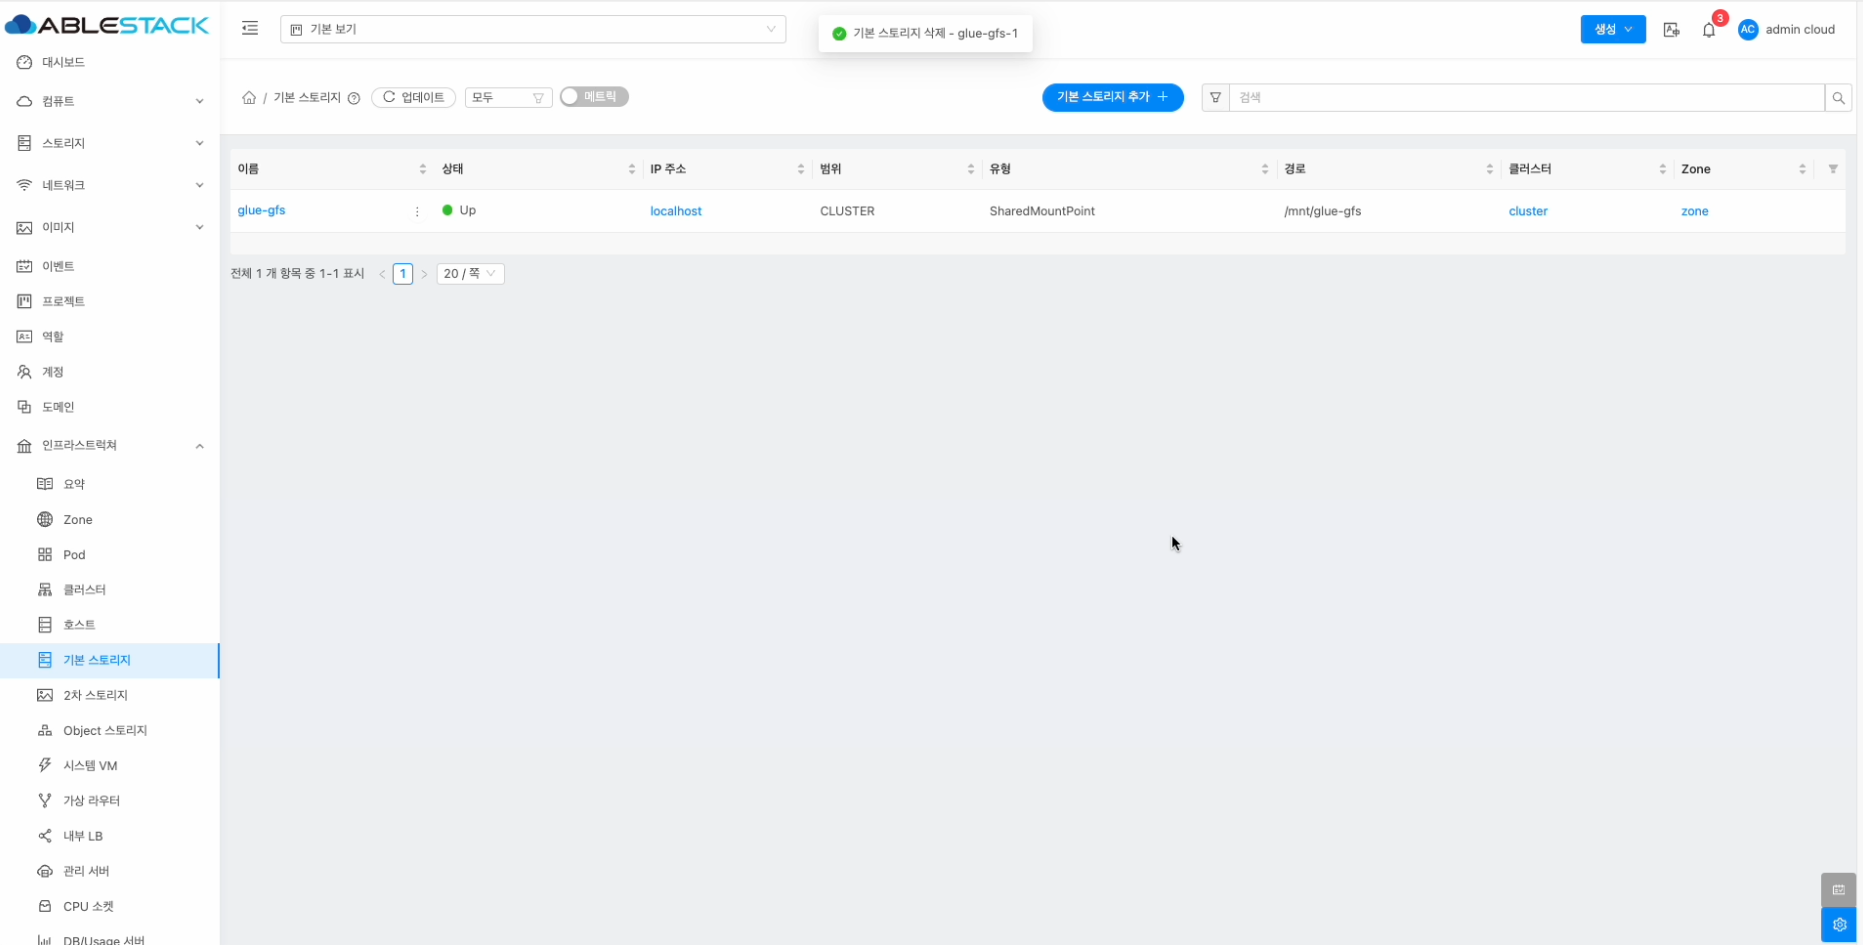 ABLESTACK
기본 보기
기본 스토리지 삭제 - glue-gfs-1
생성
3
AC
admin cloud
대시보드
컴퓨트
스토리지
네트워크
이미지
이벤트
프로젝트
역할
계정
도메인
인프라스트럭쳐
요약
Zone
Pod
클러스터
호스트
기본 스토리지
2차 스토리지
Object 스토리지
시스템 VM
가상 라우터
내부 LB
관리 서버
CPU 소켓
DB/Usage 서버
/ 기본 스토리지
업데이트
모두
메트릭
기본 스토리지 추가 +
검색
이름 상태 IP 주소 범위 유형 경로 클러스터 Zone
glue-gfs Up localhost CLUSTER SharedMountPoint /mnt/glue-gfs cluster zone
전체 1 개 항목 중 1-1 표시 < 1 > 20 / 쪽